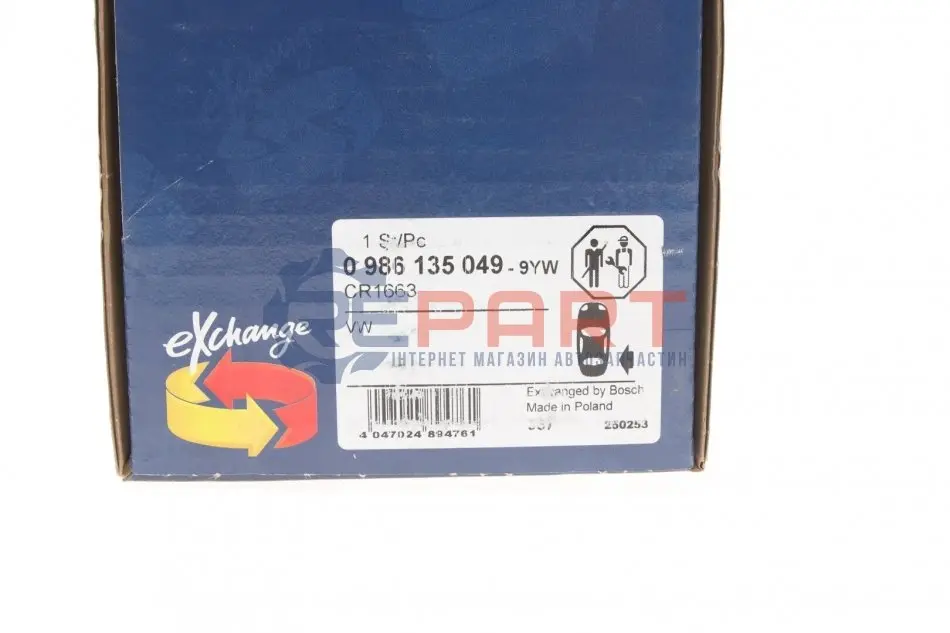 1 St/Pc
0 986 135 049 - 9YW
CR1663
VW
REPART
ІНТЕРНЕТ МАГАЗИН АВТОЗАПЧАСТИН
eXchange
Exchanged by Bosch
Made in Poland
4 047024 894761
250253